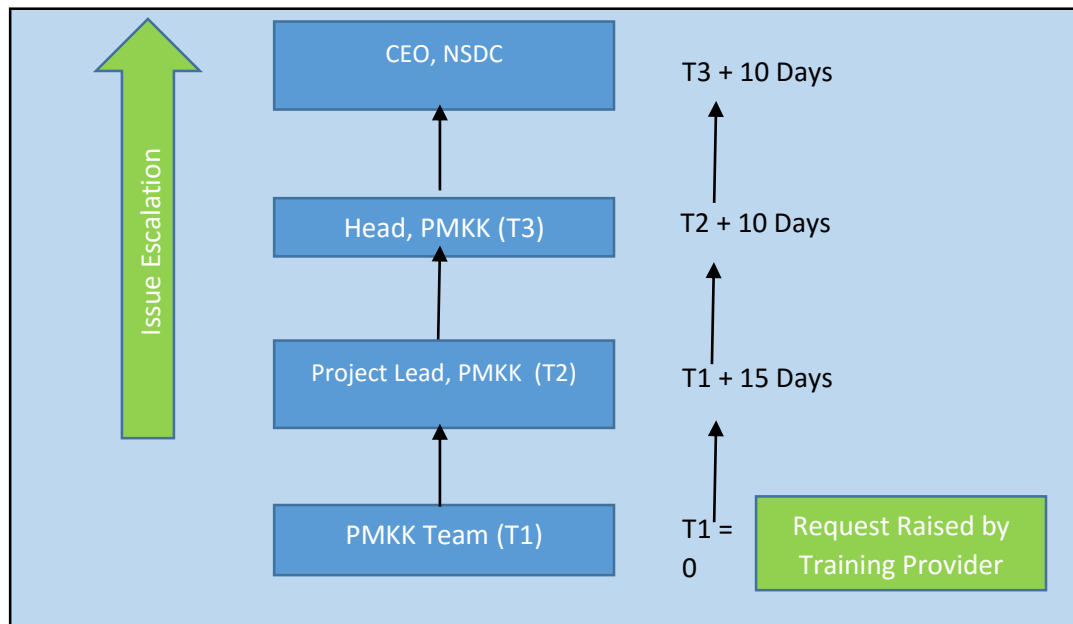 CEO, NSDC
T3 + 10 Days
Head, PMKK (T3)
T2 + 10 Days
Issue Escalation
Project Lead, PMKK  (T2)
T1 + 15 Days
PMKK Team (T1)
T1 =
0
Request Raised by
Training Provider